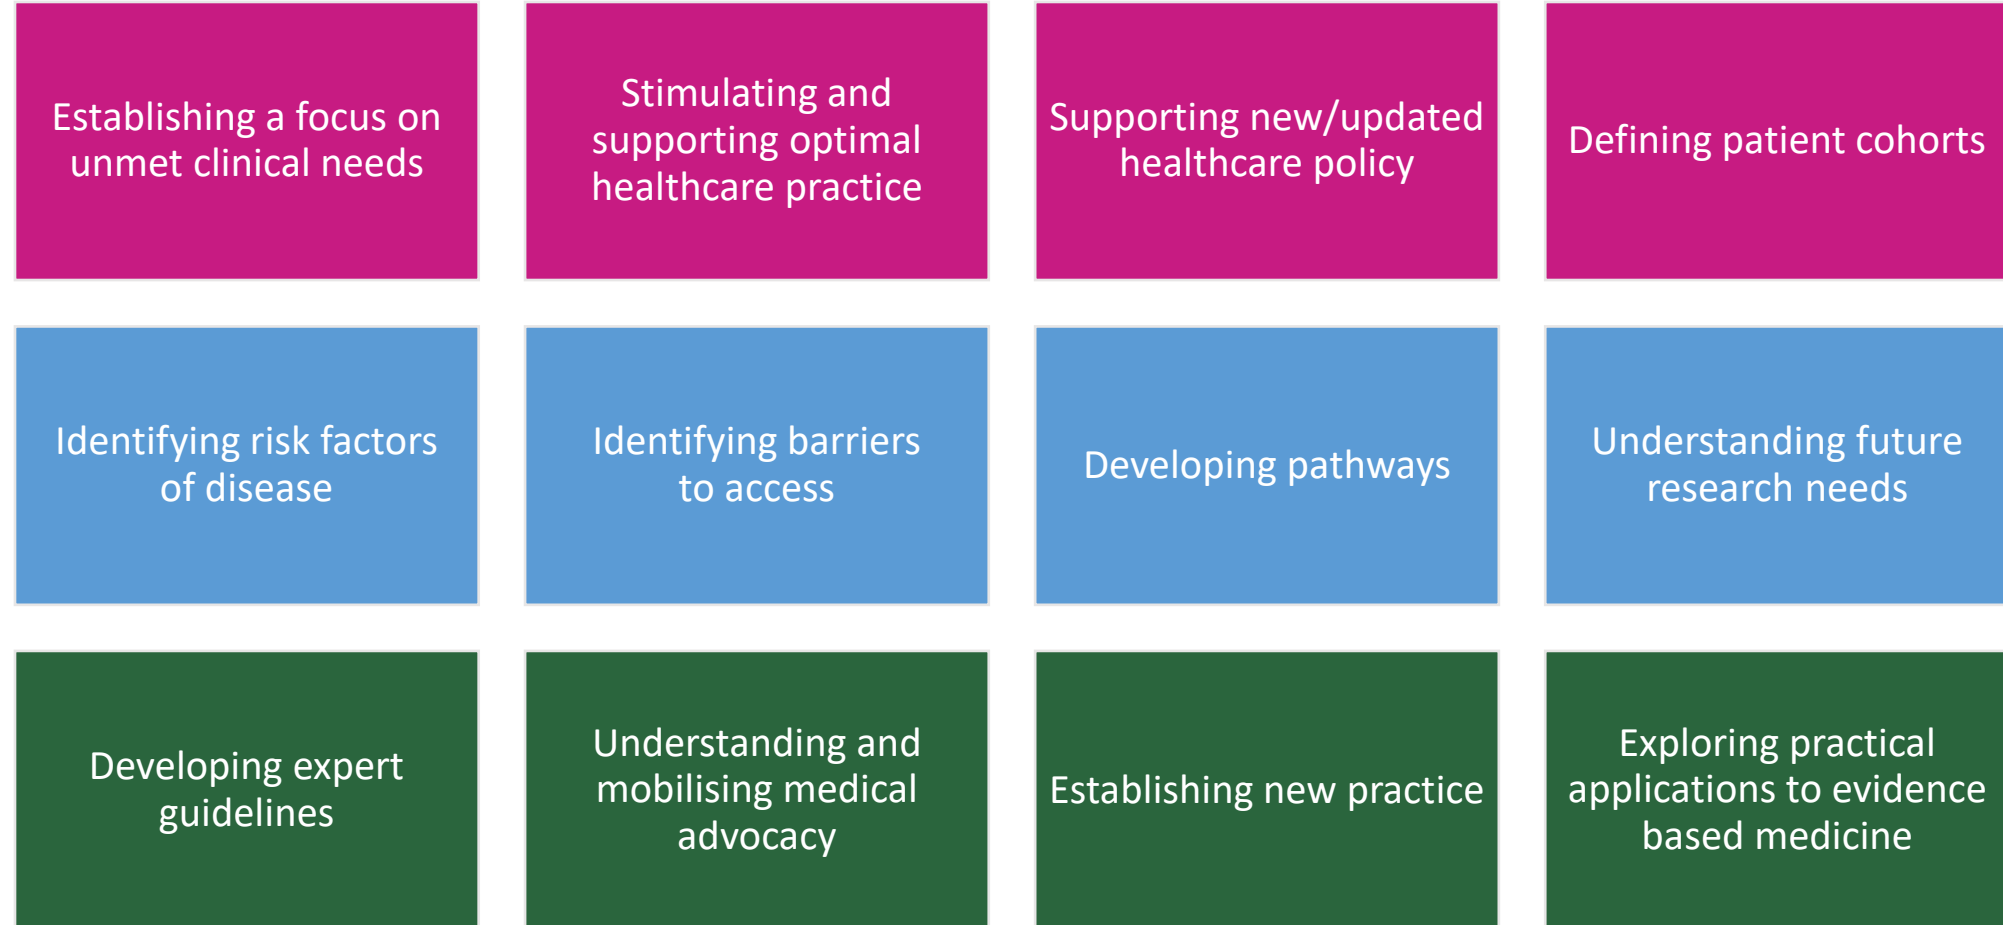 Establishing a focus on
unmet clinical needs
Stimulating and
supporting optimal
healthcare practice
Supporting new/updated
healthcare policy
Defining patient cohorts
Identifying risk factors
of disease
Identifying barriers
to access
Developing pathways
Understanding future
research needs
Developing expert
guidelines
Understanding and
mobilising medical
advocacy
Establishing new practice
Exploring practical
applications to evidence
based medicine